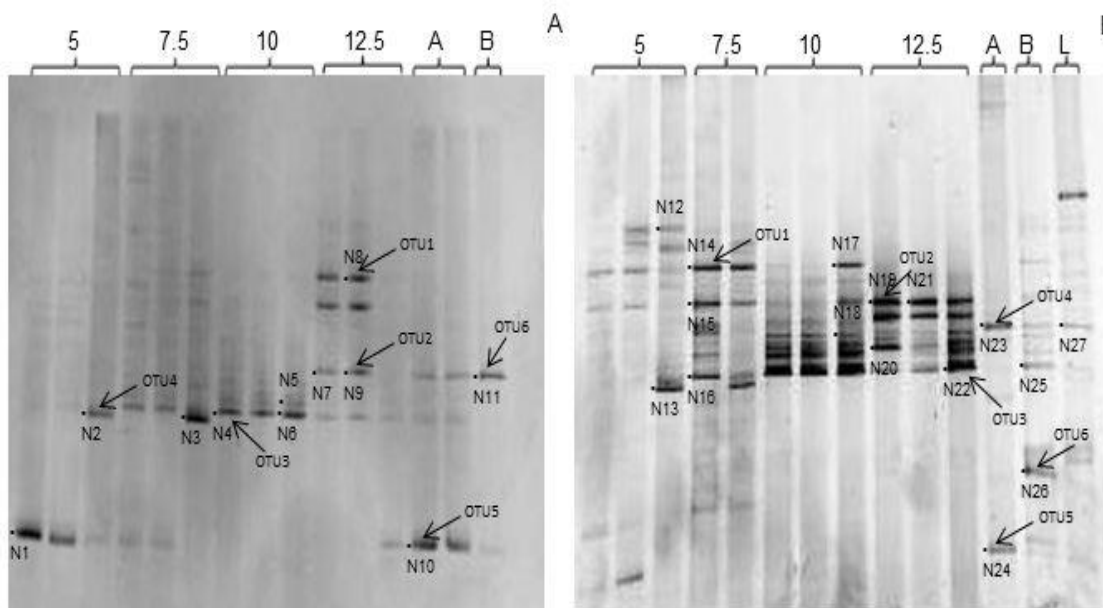 5 7.5 10 12.5 A B A
N8 OTU1
OTU6
OTU2
N7 N9 N11
OTU4 N5
N2 N3 N4 N6
OTU3
OTU5
N1 N10
5 7.5 10 12.5 A B L
N12
N14 OTU1 N17
OTU2
N19 N21
OTU4
N15 N18
N23 N27
N20
N13 N16 N22 N25
OTU3
OTU6
N26
OTU5
N24